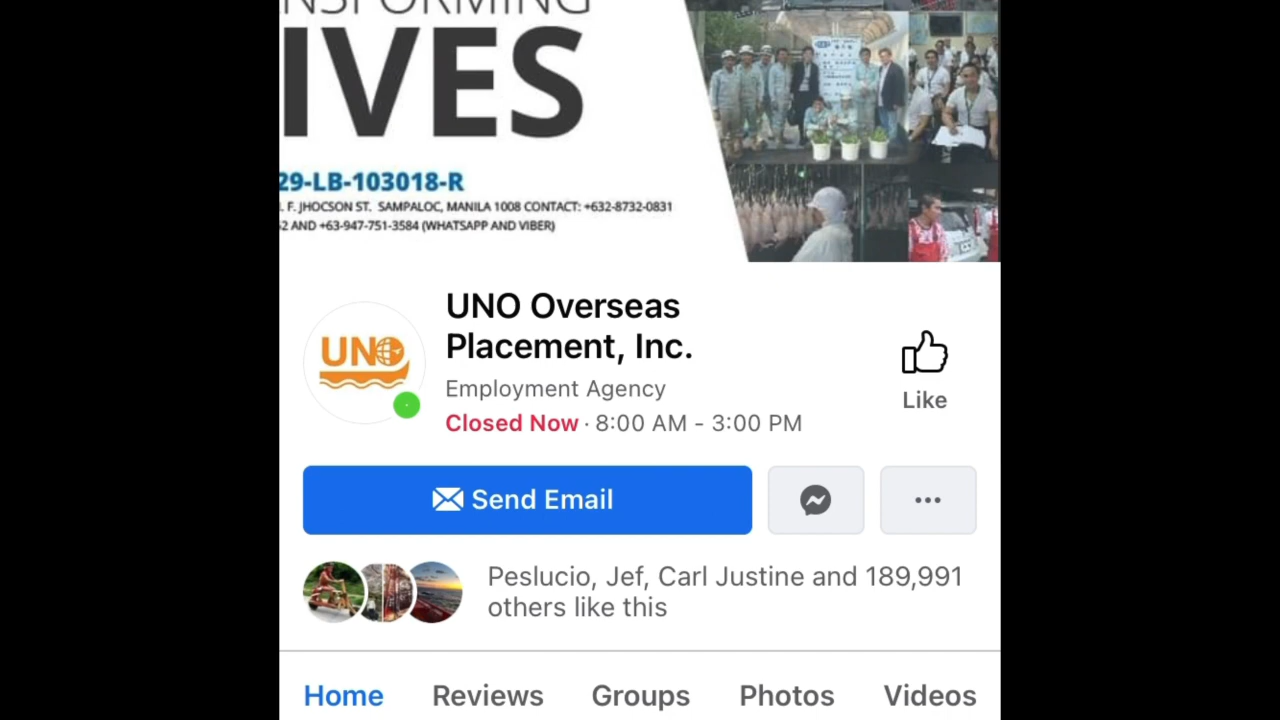 IVES
29-LB-103018-R
. F. JHOCSON ST. SAMPALOC, MANILA 1008 CONTACT: +632-8732-0831
2 AND +63-947-751-3584 (WHATSAPP AND VIBER)
UNO
UNO Overseas
Placement, Inc.
Employment Agency
Closed Now · 8:00 AM - 3:00 PM
Like
Send Email
Peslucio, Jef, Carl Justine and 189,991
others like this
Home Reviews Groups Photos Videos